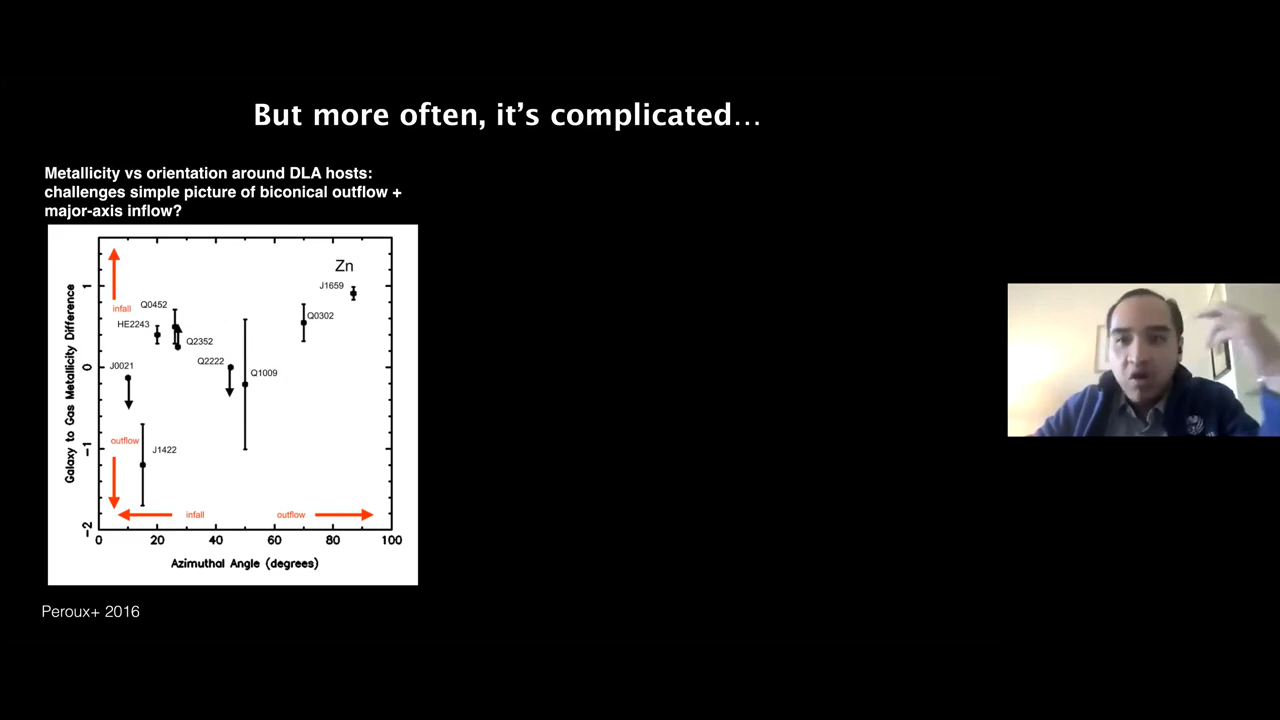 But more often, it's complicated…
Metallicity vs orientation around DLA hosts:
challenges simple picture of biconical outflow +
major-axis inflow?
Zn
J1659
Q0452
infall
HE2243
Q0302
Q2352
J0021
Q2222
Q1009
outflow
J1422
infall
outflow
1
0
-1
-2
Galaxy to Gas Metallicity Difference
0 20 40 60 80 100
Azimuthal Angle (degrees)
Peroux+ 2016